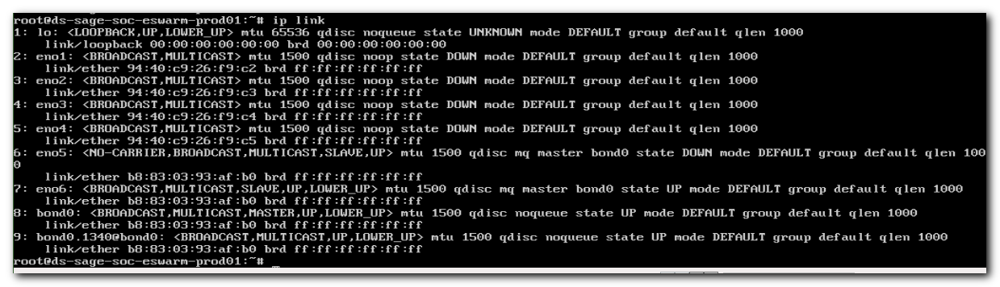 root@ds-sage-soc-eswarm-prod01:~# ip link
1: lo: <LOOPBACK,UP,LOWER_UP> mtu 65536 qdisc noqueue state UNKNOWN mode DEFAULT group default qlen 1000
link/loopback 00:00:00:00:00:00 brd 00:00:00:00:00:00
2: eno1: <BROADCAST,MULTICAST> mtu 1500 qdisc noop state DOWN mode DEFAULT group default qlen 1000
link/ether 94:40:c9:26:f9:c2 brd ff:ff:ff:ff:ff:ff
3: eno2: <BROADCAST,MULTICAST> mtu 1500 qdisc noop state DOWN mode DEFAULT group default qlen 1000
link/ether 94:40:c9:26:f9:c3 brd ff:ff:ff:ff:ff:ff
4: eno3: <BROADCAST,MULTICAST> mtu 1500 qdisc noop state DOWN mode DEFAULT group default qlen 1000
link/ether 94:40:c9:26:f9:c4 brd ff:ff:ff:ff:ff:ff
5: eno4: <BROADCAST,MULTICAST> mtu 1500 qdisc noop state DOWN mode DEFAULT group default qlen 1000
link/ether 94:40:c9:26:f9:c5 brd ff:ff:ff:ff:ff:ff
6: eno5: <NO-CARRIER,BROADCAST,MULTICAST,SLAVE,UP> mtu 1500 qdisc mq master bond0 state DOWN mode DEFAULT group default qlen 100
0
link/ether b8:83:03:93:af:b0 brd ff:ff:ff:ff:ff:ff
7: eno6: <BROADCAST,MULTICAST,SLAVE,UP,LOWER_UP> mtu 1500 qdisc mq master bond0 state UP mode DEFAULT group default qlen 1000
link/ether b8:83:03:93:af:b0 brd ff:ff:ff:ff:ff:ff
8: bond0: <BROADCAST,MULTICAST,MASTER,UP,LOWER_UP> mtu 1500 qdisc noqueue state UP mode DEFAULT group default qlen 1000
link/ether b8:83:03:93:af:b0 brd ff:ff:ff:ff:ff:ff
9: bond0.1340@bond0: <BROADCAST,MULTICAST,UP,LOWER_UP> mtu 1500 qdisc noqueue state UP mode DEFAULT group default qlen 1000
link/ether b8:83:03:93:af:b0 brd ff:ff:ff:ff:ff:ff
root@ds-sage-soc-eswarm-prod01:~#